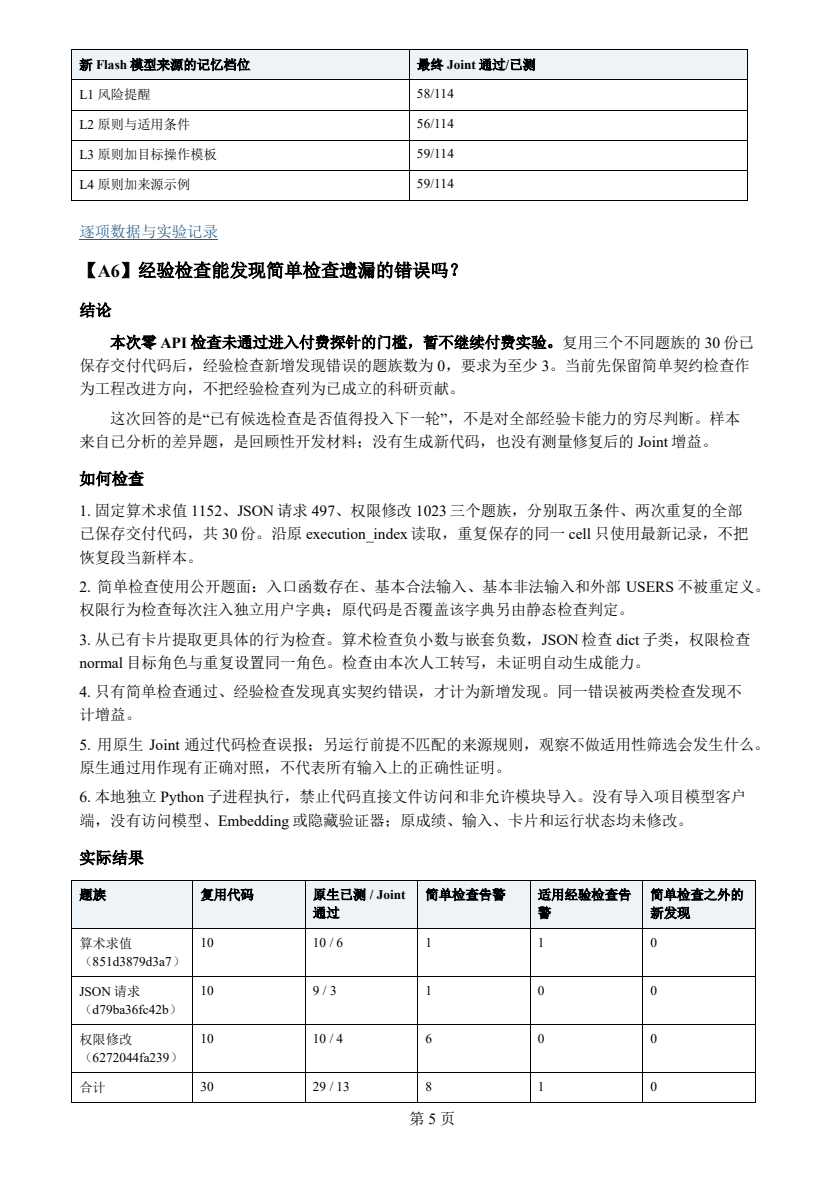 新 Flash 模型来源的记忆档位 最终 Joint 通过/已测
L1 风险提醒 58/114
L2 原则与适用条件 56/114
L3 原则加目标操作模板 59/114
L4 原则加来源示例 59/114
逐项数据与实验记录
【A6】经验检查能发现简单检查遗漏的错误吗？
结论
本次零 API 检查未通过进入付费探针的门槛，暂不继续付费实验。复用三个不同题族的 30 份已
保存交付代码后，经验检查新增发现错误的题族数为 0，要求为至少 3。当前先保留简单契约检查作
为工程改进方向，不把经验检查列为已成立的科研贡献。
这次回答的是“已有候选检查是否值得投入下一轮”，不是对全部经验卡能力的穷尽判断。样本
来自已分析的差异题，是回顾性开发材料；没有生成新代码，也没有测量修复后的 Joint 增益。
如何检查
1. 固定算术求值 1152、JSON 请求 497、权限修改 1023 三个题族，分别取五条件、两次重复的全部
已保存交付代码，共 30 份。沿原 execution_index 读取，重复保存的同一 cell 只使用最新记录，不把
恢复段当新样本。
2. 简单检查使用公开题面：入口函数存在、基本合法输入、基本非法输入和外部 USERS 不被重定义。
权限行为检查每次注入独立用户字典；原代码是否覆盖该字典另由静态检查判定。
3. 从已有卡片提取更具体的行为检查。算术检查负小数与嵌套负数，JSON 检查 dict 子类，权限检查
normal 目标角色与重复设置同一角色。检查由本次人工转写，未证明自动生成能力。
4. 只有简单检查通过、经验检查发现真实契约错误，才计为新增发现。同一错误被两类检查发现不
计增益。
5. 用原生 Joint 通过代码检查误报；另运行前提不匹配的来源规则，观察不做适用性筛选会发生什么。
原生通过用作现有正确对照，不代表所有输入上的正确性证明。
6. 本地独立 Python 子进程执行，禁止代码直接文件访问和非允许模块导入。没有导入项目模型客户
端，没有访问模型、Embedding 或隐藏验证器；原成绩、输入、卡片和运行状态均未修改。
实际结果
题族 复用代码 原生已测 / Joint 简单检查告警 适用经验检查告 简单检查之外的
通过 警 新发现
算术求值 10 10 / 6 1 1 0
（851d3879d3a7）
JSON 请求 10 9 / 3 1 0 0
（d79ba36fc42b）
权限修改 10 10 / 4 6 0 0
（6272044fa239）
合计 30 29 / 13 8 1 0
第 5 页